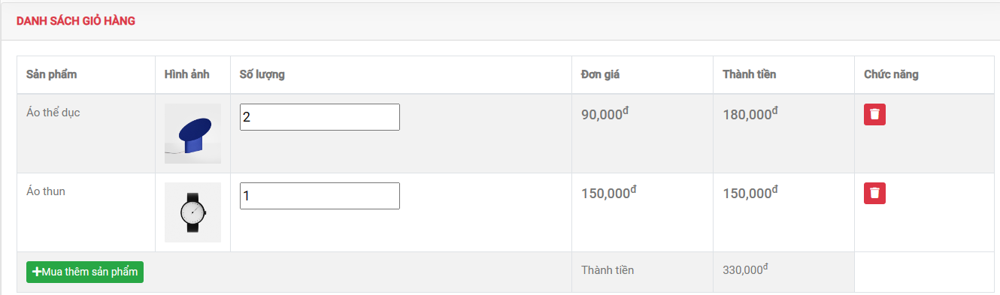 DANH SÁCH GIỎ HÀNG
Sản phẩm Hình ảnh Số lượng Đơn giá Thành tiền Chức năng
Áo thể dục 2 90,000đ 180,000đ
Áo thun 1 150,000đ 150,000đ
Mua thêm sản phẩm Thành tiền 330,000đ